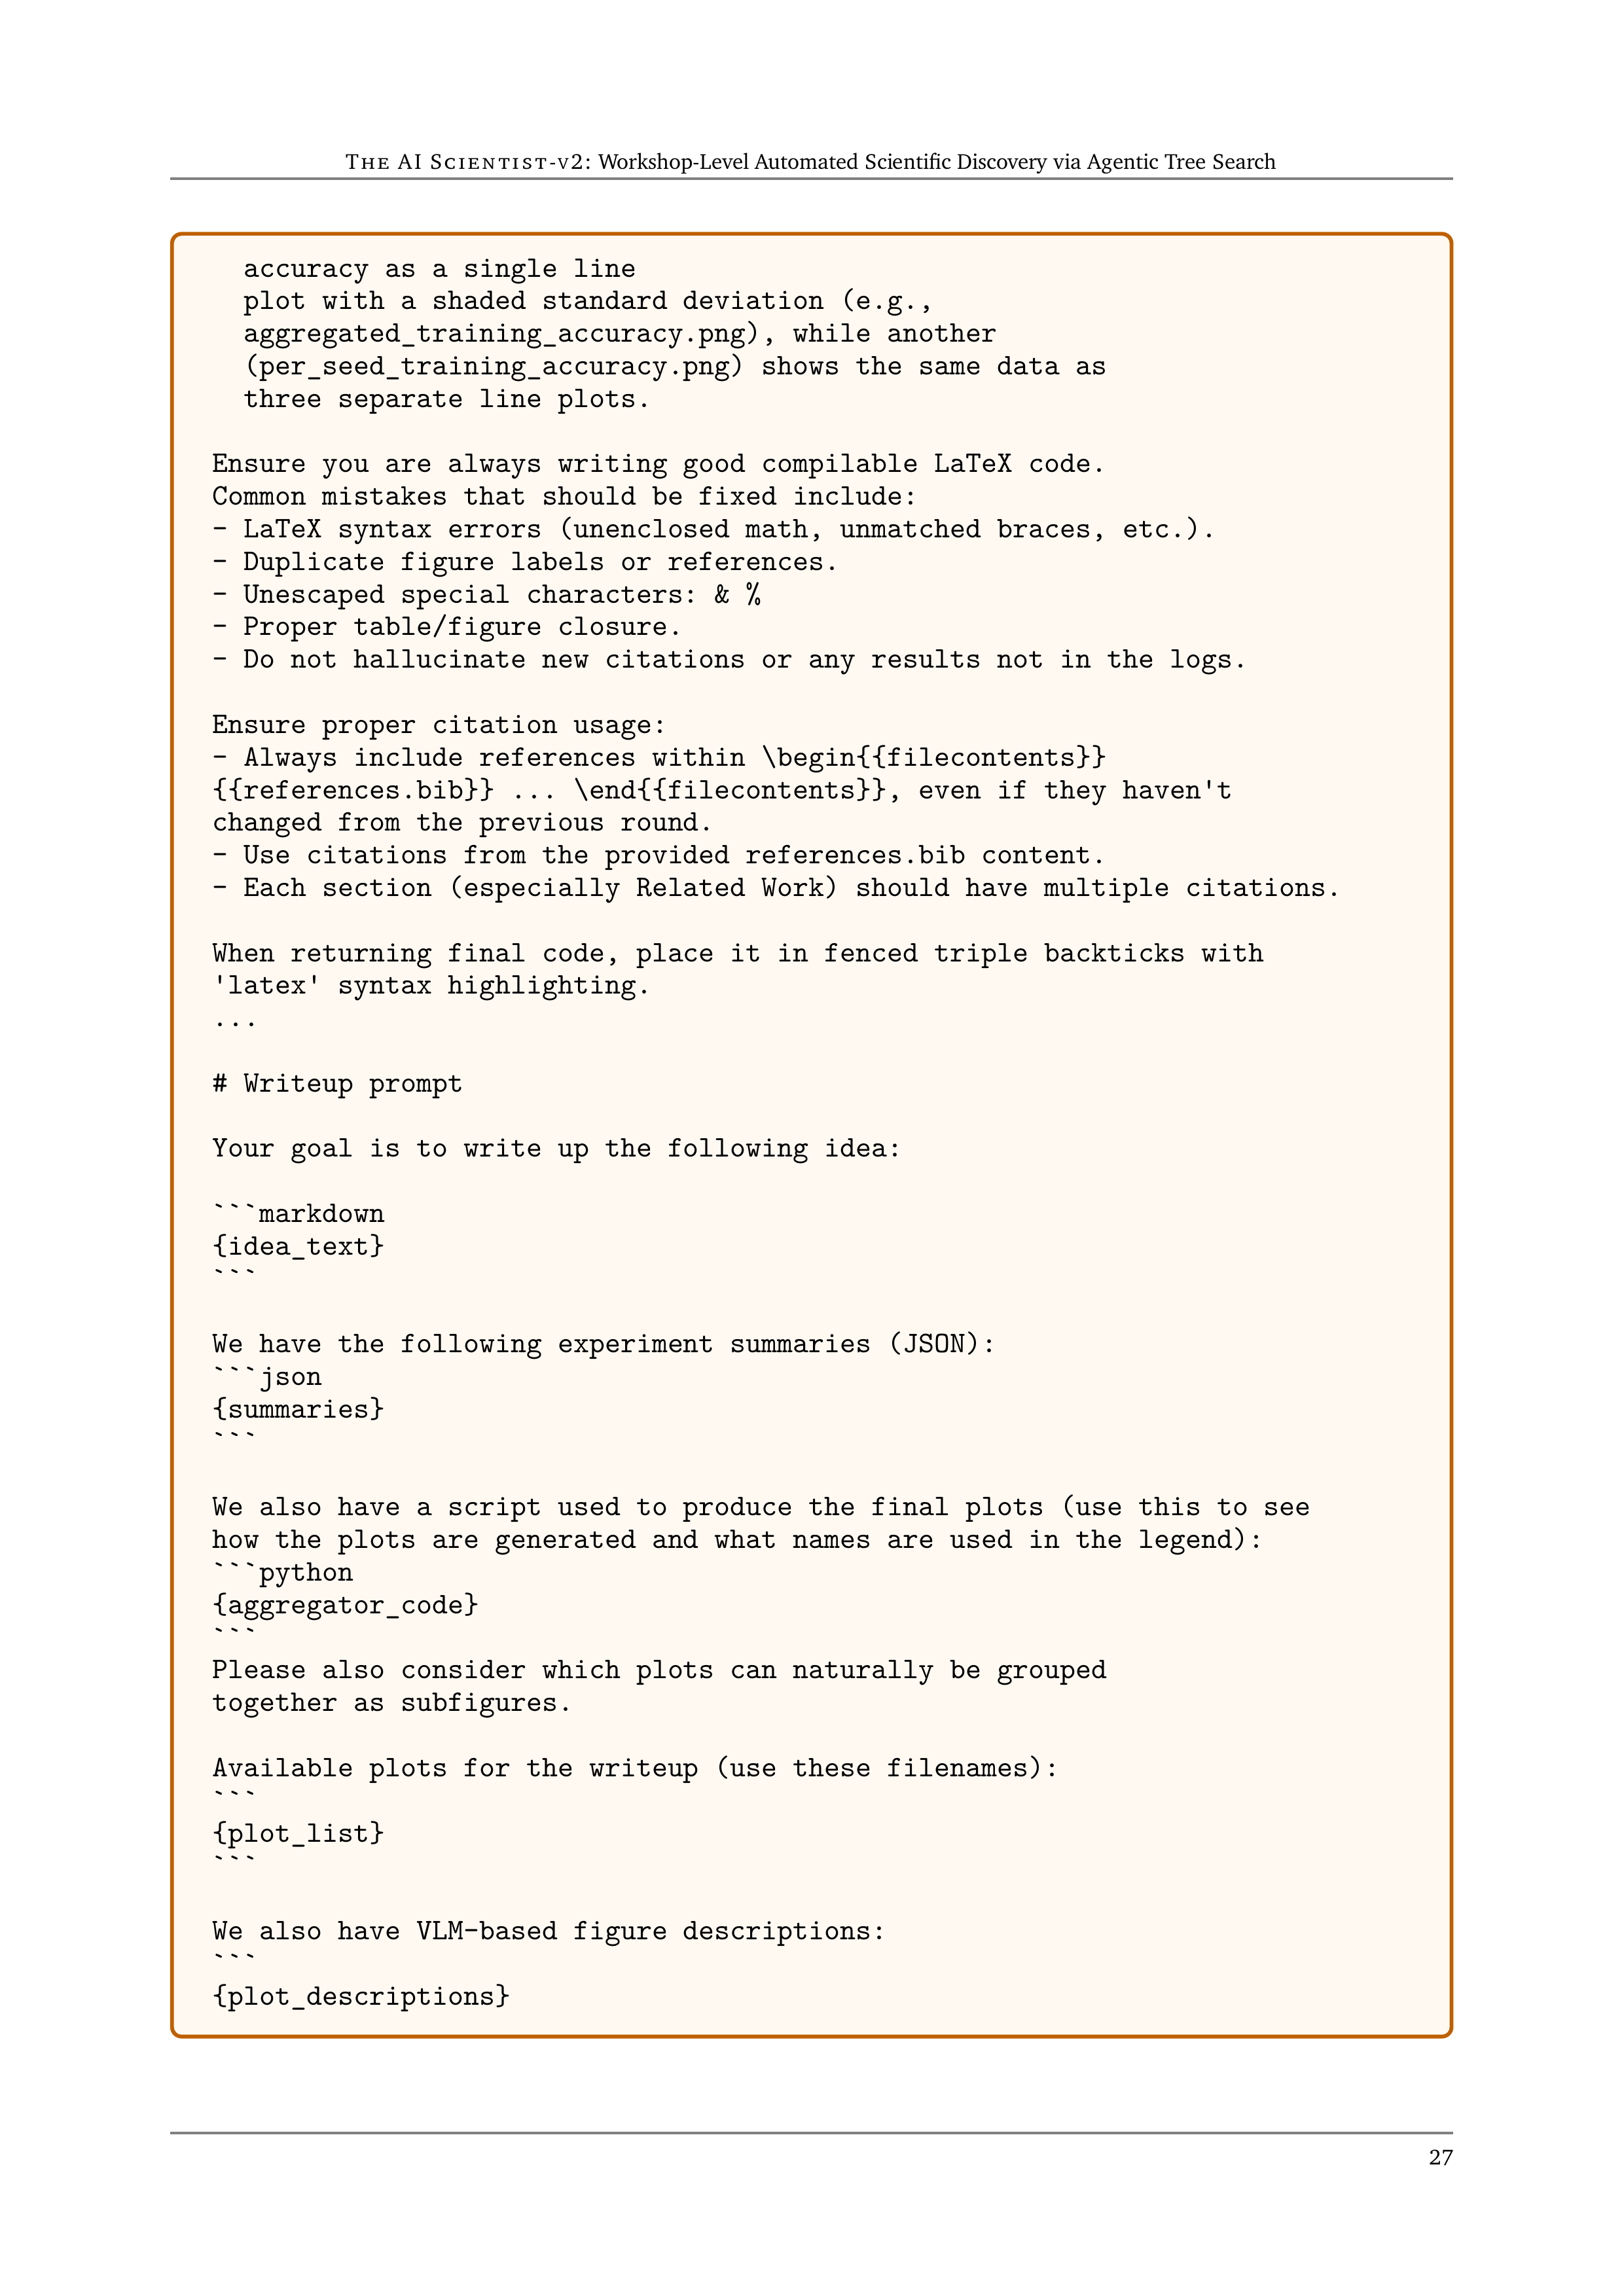 The AI Scientist-v2: Workshop-Level Automated Scientific Discovery via Agentic Tree Search
accuracy as a single line
plot with a shaded standard deviation (e.g.,
aggregated_training_accuracy.png), while another
(per_seed_training_accuracy.png) shows the same data as
three separate line plots.
Ensure you are always writing good compilable LaTeX code.
Common mistakes that should be fixed include:
- LaTeX syntax errors (unenclosed math, unmatched braces, etc.).
- Duplicate figure labels or references.
- Unescaped special characters: & %
- Proper table/figure closure.
- Do not hallucinate new citations or any results not in the logs.
Ensure proper citation usage:
- Always include references within \begin{{filecontents}}
{{references.bib}} ... \end{{filecontents}}, even if they haven't
changed from the previous round.
- Use citations from the provided references.bib content.
- Each section (especially Related Work) should have multiple citations.
When returning final code, place it in fenced triple backticks with
'latex' syntax highlighting.
...
# Writeup prompt
Your goal is to write up the following idea:
```markdown
{idea_text}
```
We have the following experiment summaries (JSON):
```json
{summaries}
```
We also have a script used to produce the final plots (use this to see
how the plots are generated and what names are used in the legend):
```python
{aggregator_code}
```
Please also consider which plots can naturally be grouped
together as subfigures.
Available plots for the writeup (use these filenames):
```
{plot_list}
```
We also have VLM-based figure descriptions:
```
{plot_descriptions}
27